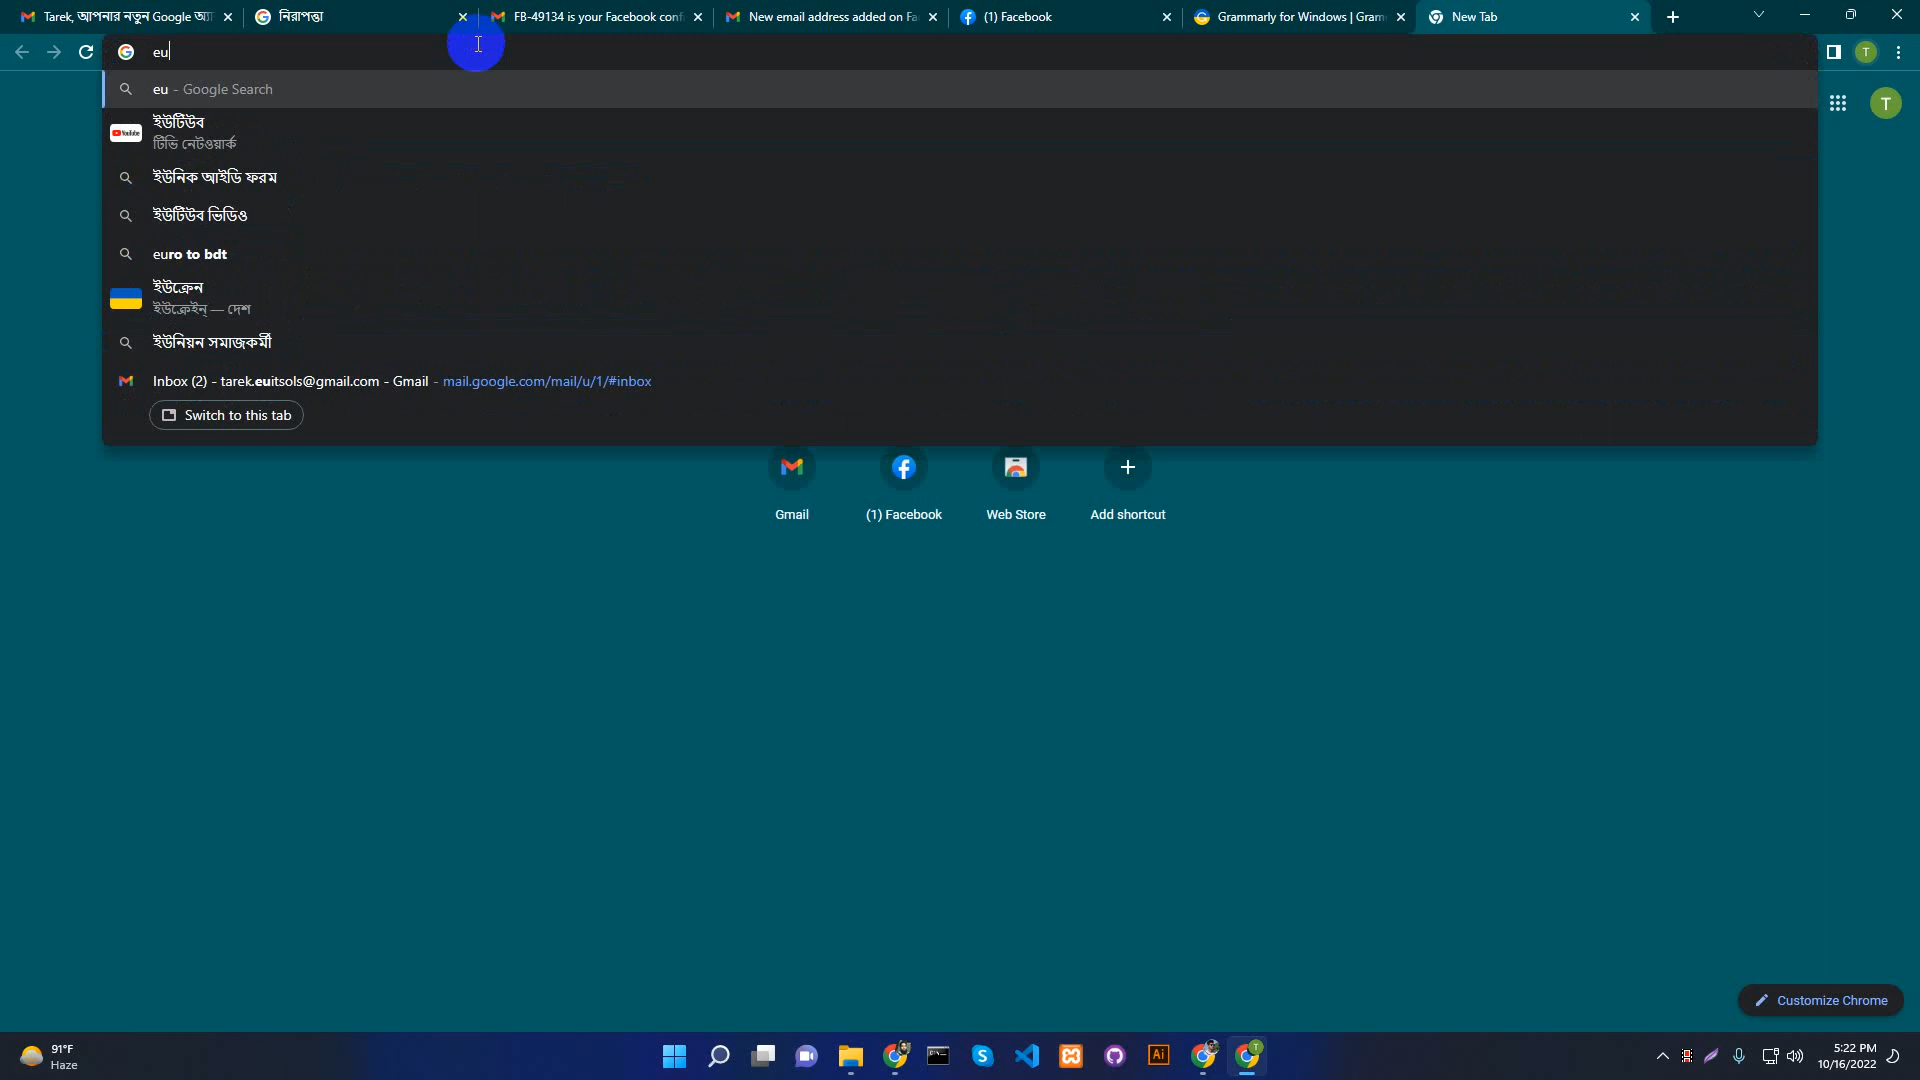 Tarek, আপনার নতুন Google অ্যা
নিরাপত্তা
FB-49134 is your Facebook conf
New email address added on Fa
(1) Facebook
Grammarly for Windows | Gram
New Tab
eu
T
eu - Google Search
ইউটিউব
YouTube
টিভি নেটওয়ার্ক
T
ইউনিক আইডি ফরম
ইউটিউব ভিডিও
euro to bdt
ইউক্রেন
ইউক্রেইন্ — দেশ
ইউনিয়ন সমাজকর্মী
Inbox (2) - tarek.euitsols@gmail.com - Gmail - mail.google.com/mail/u/1/#inbox
Switch to this tab
Gmail
(1) Facebook
Web Store
Add shortcut
Customize Chrome
91°F
Haze
Ai
T
5:22 PM
10/16/2022